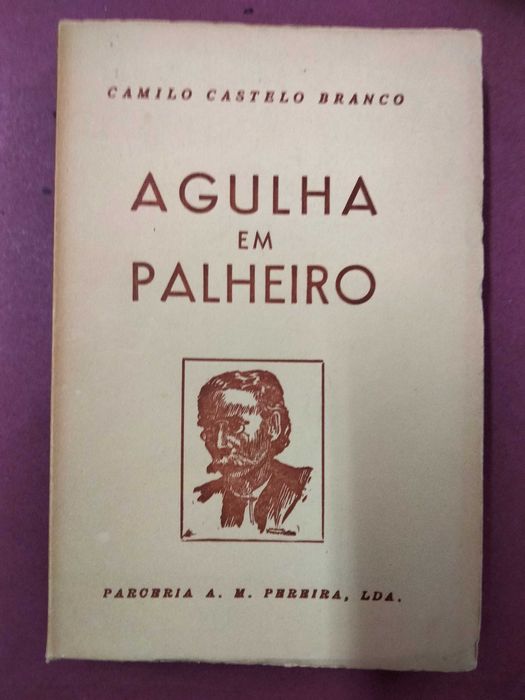 CAMILO CASTELO BRANCO
AGULHA
EM
PALHEIRO
PARCERIA A. M. PEREIRA, LDA.